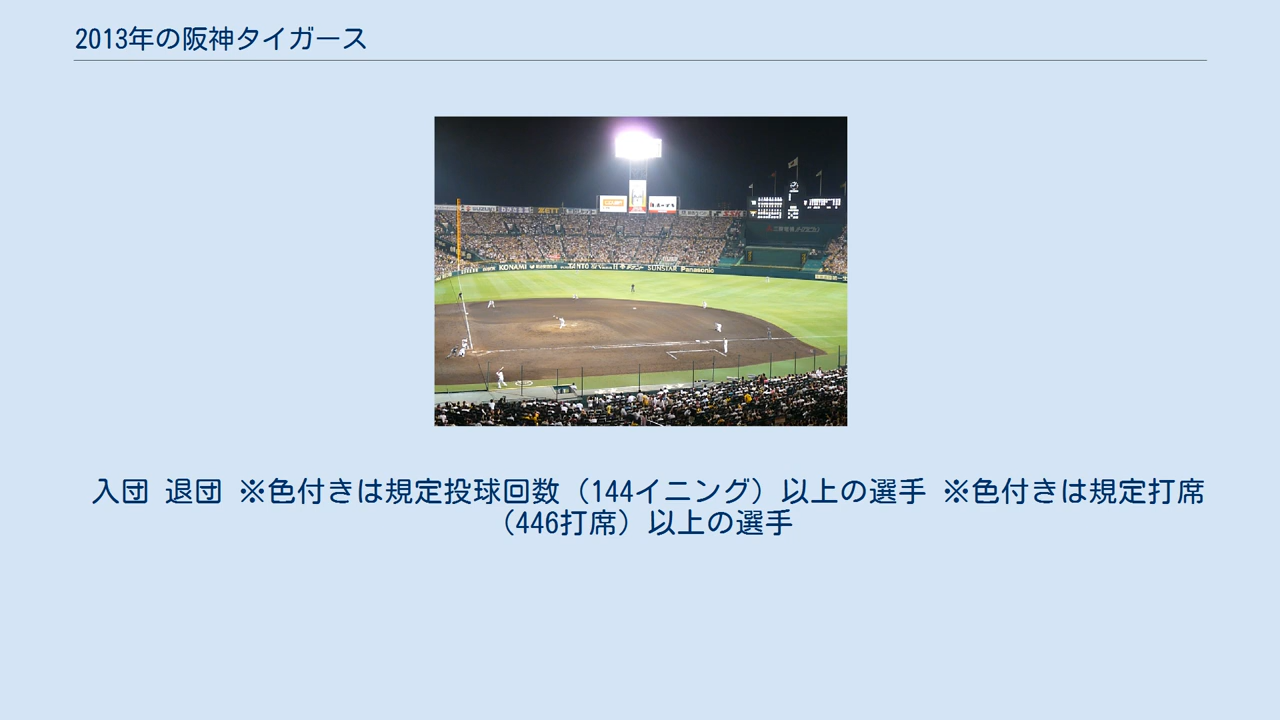 2013年の阪神タイガース
KONAMI
SUNSTAR Panasonic
入団 退団 ※色付きは規定投球回数（144イニング）以上の選手 ※色付きは規定打席
（446打席）以上の選手